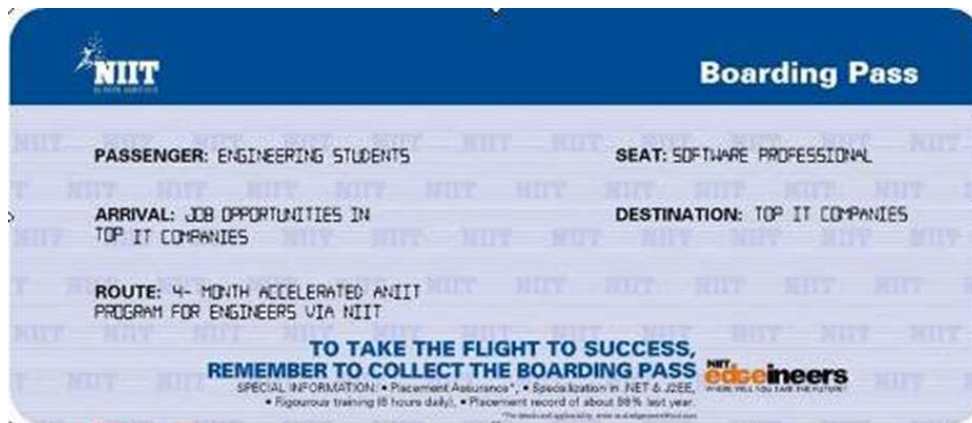 NIIT
Boarding Pass
PASSENGER: ENGINEERING STUDENTS
SEAT: SOFTWARE PROFESSIONAL
ARRIVAL: JOB OPPORTUNITIES IN
TOP IT COMPANIES
DESTINATION: TOP IT COMPANIES
ROUTE: 4- MONTH ACCELERATED ANIIT
PROGRAM FOR ENGINEERS VIA NIIT
TO TAKE THE FLIGHT TO SUCCESS,
REMEMBER TO COLLECT THE BOARDING PASS
SPECIAL INFORMATION: • Placement Assurance*, • Specialization in .NET & J2EE,
• Rigourous training (6 hours daily), • Placement record of about 98% last year.
NIIT
edgeineers